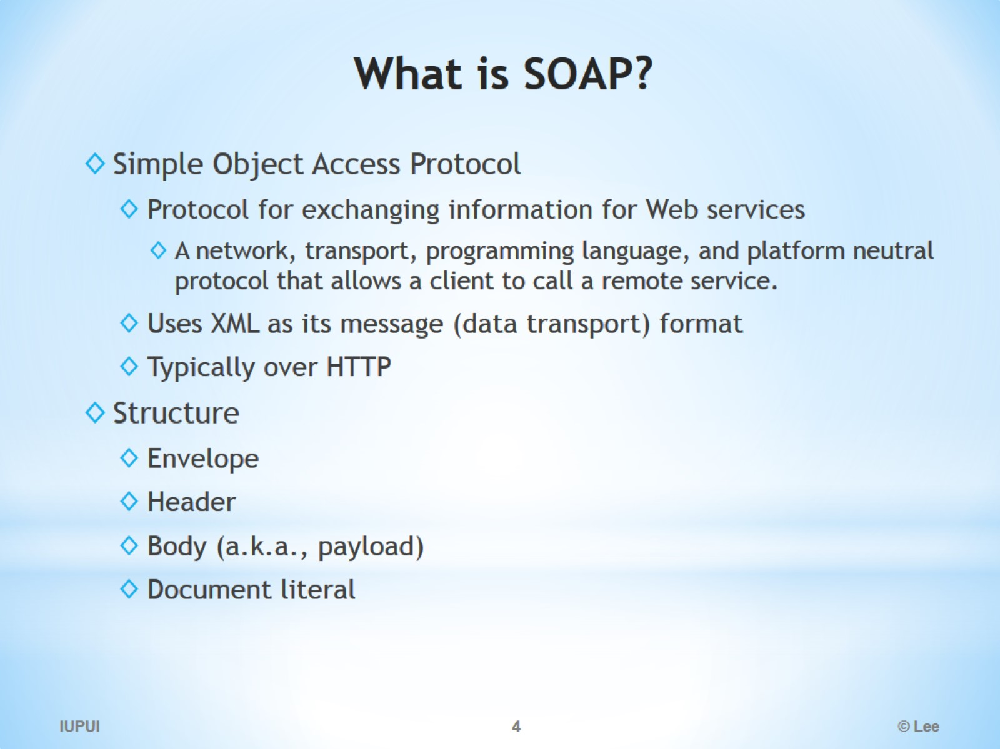 What is SOAP?
Simple Object Access Protocol
Protocol for exchanging information for Web services
A network, transport, programming language, and platform neutral
protocol that allows a client to call a remote service.
Uses XML as its message (data transport) format
Typically over HTTP
Structure
Envelope
Header
Body (a.k.a., payload)
Document literal
IUPUI
4
© Lee